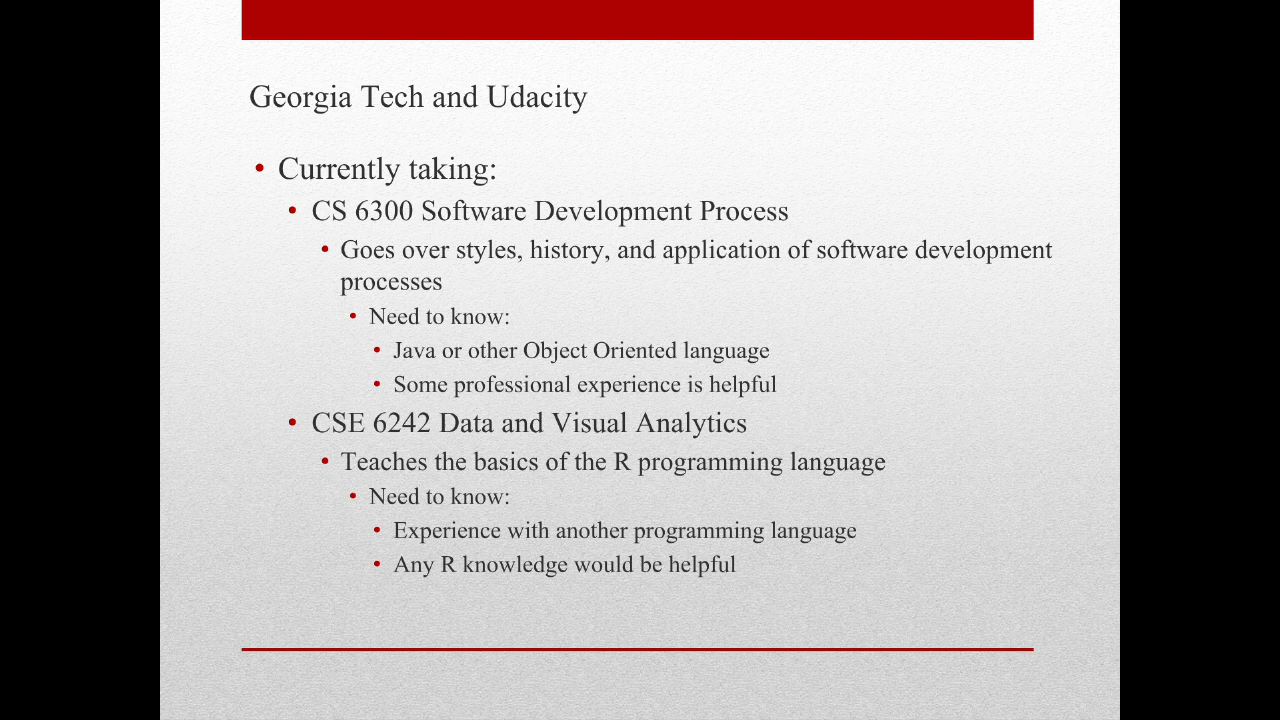 Georgia Tech and Udacity
• Currently taking:
• CS 6300 Software Development Process
• Goes over styles, history, and application of software development
processes
• Need to know:
• Java or other Object Oriented language
• Some professional experience is helpful
• CSE 6242 Data and Visual Analytics
• Teaches the basics of the R programming language
• Need to know:
• Experience with another programming language
• Any R knowledge would be helpful